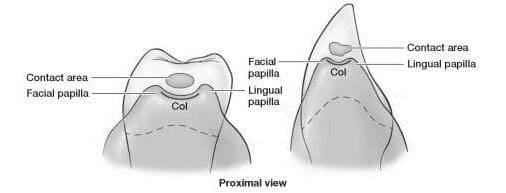 Contact area
Facial papilla
Col
Lingual
papilla
Facial
papilla
Col
Contact area
Lingual papilla
Proximal view